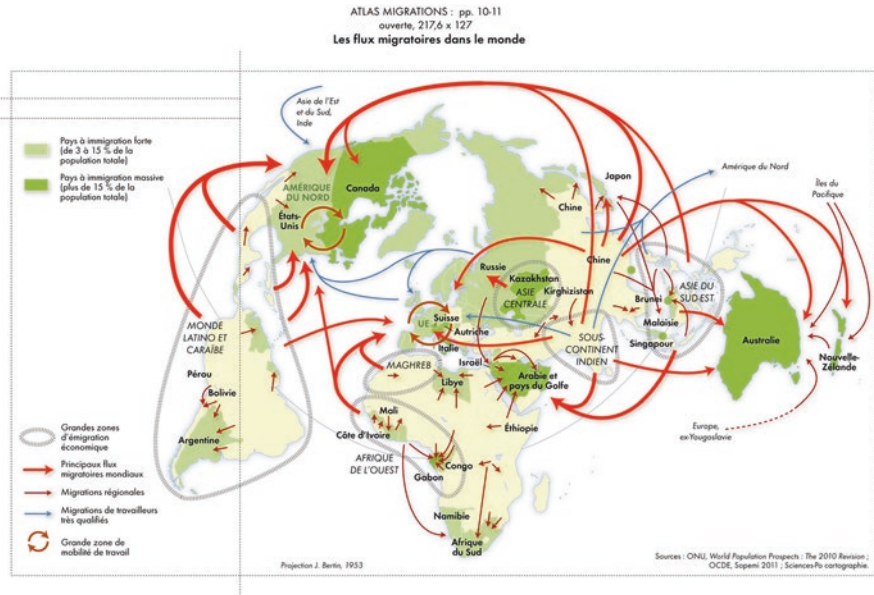 ATLAS MIGRATIONS : pp. 10-11
ouverte, 217,6 x 127
Les flux migratoires dans le monde
Asie de l'Est
et du Sud,
Inde
Pays à immigration forte
(de 3 à 15 % de la
population totale)
Pays à immigration massive
(plus de 15 % de la
population totale)
AMÉRIQUE
DU NORD
Canada
États-
Unis
Japon
Amérique du Nord
Îles du
Pacifique
Chine
Chine
Russie
Kazakhstan
Kirghizistan
ASIE
CENTRALE
ASIE DU
SUD-EST
Brunei
Malaisie
Singapour
Australie
Nouvelle-
Zélande
UE
Suisse
Autriche
Italie
SOUS-
CONTINENT
INDIEN
MONDE
LATINO ET
CARAÏBE
MAGHREB
Israël
Libye
Arabie et
pays du Golfe
Pérou
Bolivie
Argentine
Mali
Côte d'Ivoire
Éthiopie
Europe,
ex-Yougoslavie
AFRIQUE
DE L'OUEST
Congo
Gabon
Namibie
Afrique
du Sud
Grandes zones
d'émigration
économique
Principaux flux
migratoires mondiaux
Migrations régionales
Migrations de travailleurs
très qualifiés
Grande zone de
mobilité de travail
Projection J. Bertin, 1953
Sources : ONU, World Population Prospects : The 2010 Revision ;
OCDE, Sopemi 2011 ; Sciences-Po cartographie.